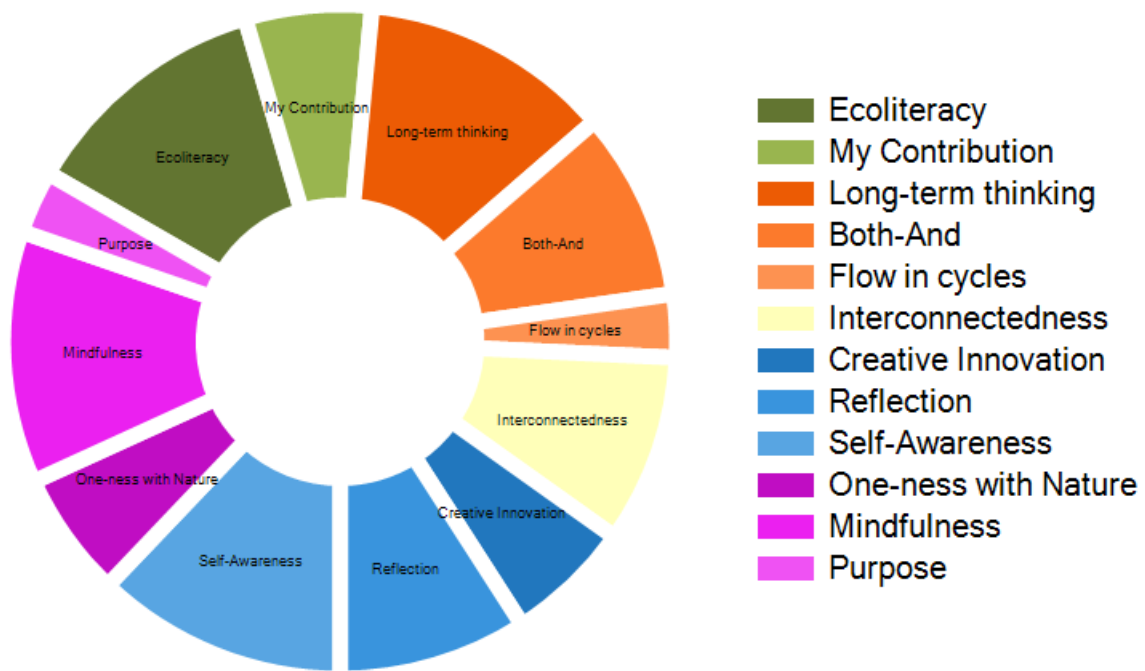 My Contribution
Long-term thinking
Ecoliteracy
Both-And
Purpose
Flow in cycles
Mindfulness
Interconnectedness
One-ness with Nature
Creative Innovation
Self-Awareness
Reflection
Ecoliteracy
My Contribution
Long-term thinking
Both-And
Flow in cycles
Interconnectedness
Creative Innovation
Reflection
Self-Awareness
One-ness with Nature
Mindfulness
Purpose